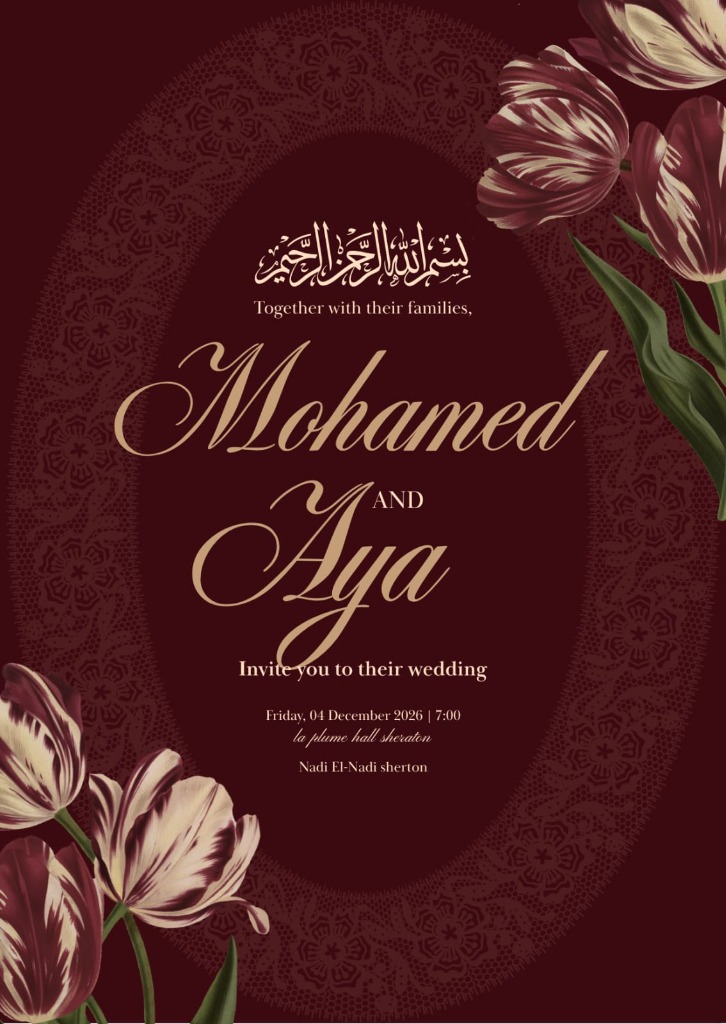 بسم الله الرحمن الرحيم
Together with their families,
Mohamed
AND
Aya
Invite you to their wedding
Friday, 04 December 2026 | 7:00
la plume hall sheraton
Nadi El-Nadi sherton